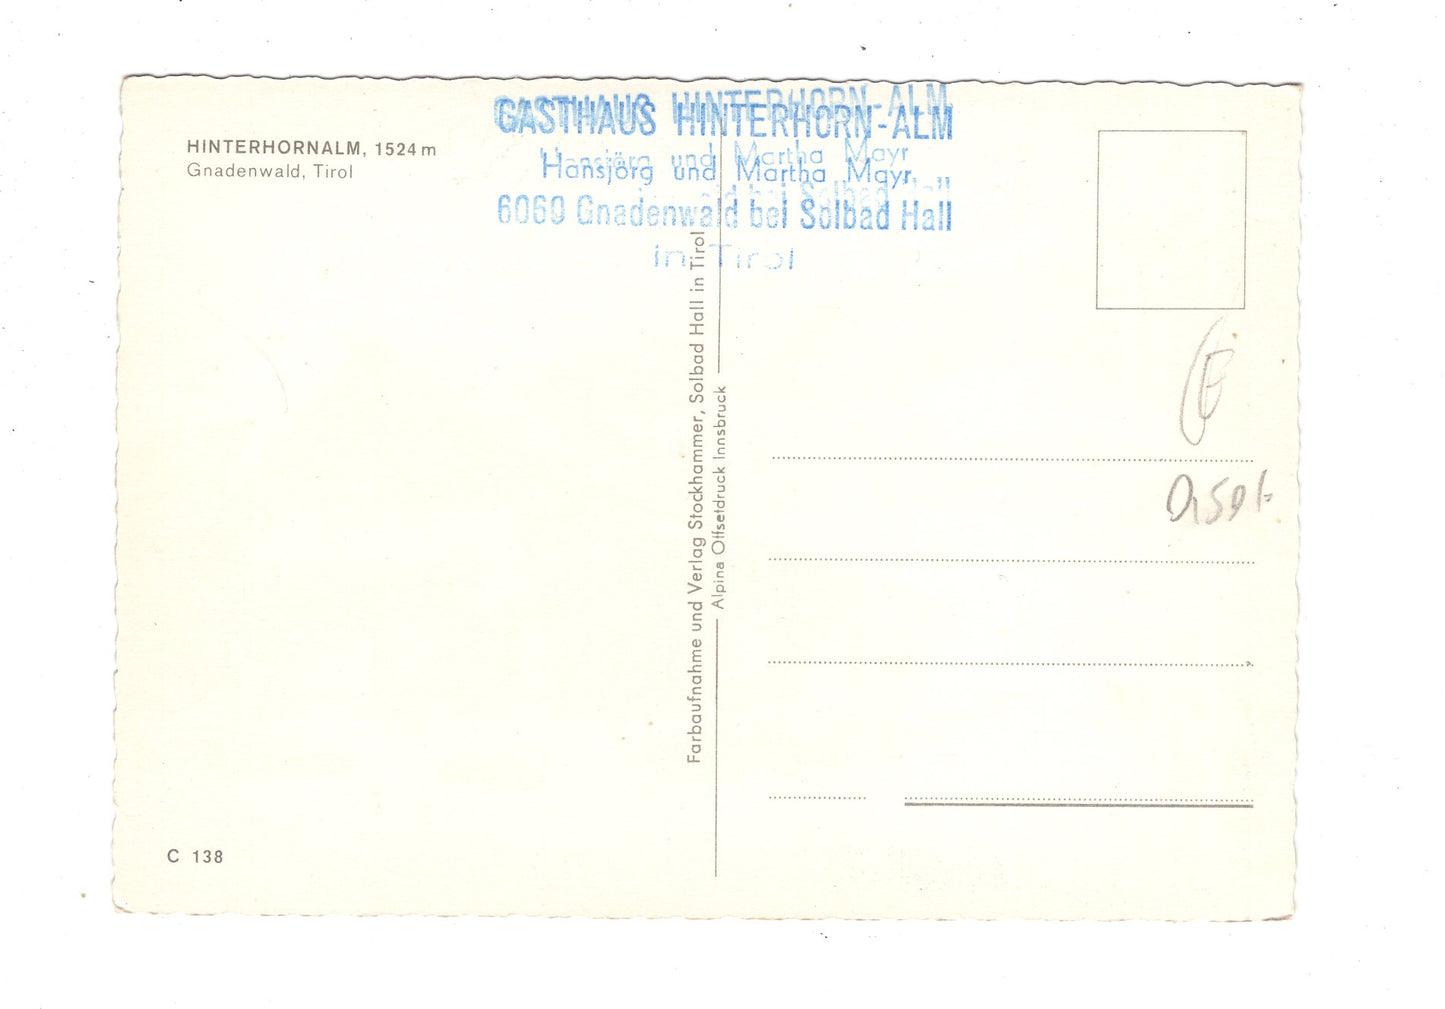 GASTHAUS HINTERHORN-ALM
Hansjörg und Martha Mayr
6060 Gnadenwald bei Solbad Hall
in Tirol
HINTERHORNALM, 1524 m
Gnadenwald, Tirol
Farbaufnahme und Verlag Stockhammer, Solbad Hall in Tirol
Alpina Offsetdruck Innsbruck
E
C 138